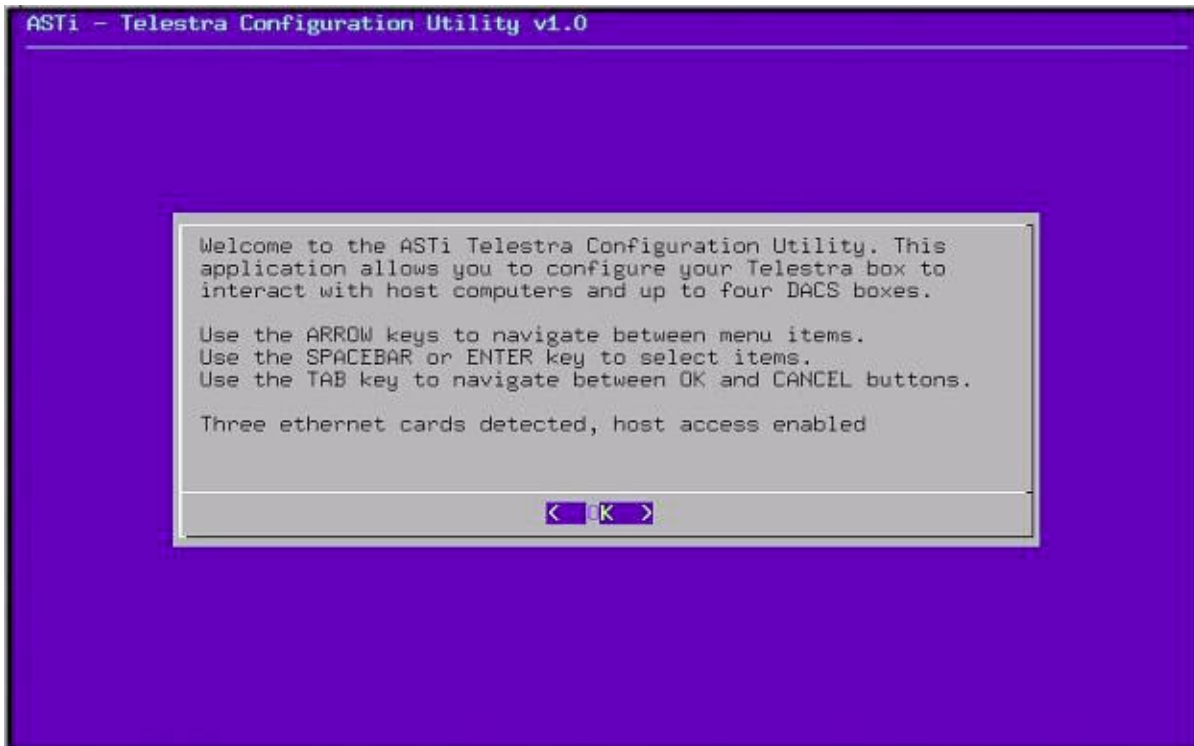 ASTi - Telestra Configuration Utility v1.0
Welcome to the ASTi Telestra Configuration Utility. This
application allows you to configure your Telestra box to
interact with host computers and up to four DACS boxes.
Use the ARROW keys to navigate between menu items.
Use the SPACEBAR or ENTER key to select items.
Use the TAB key to navigate between OK and CANCEL buttons.
Three ethernet cards detected, host access enabled
< OK >